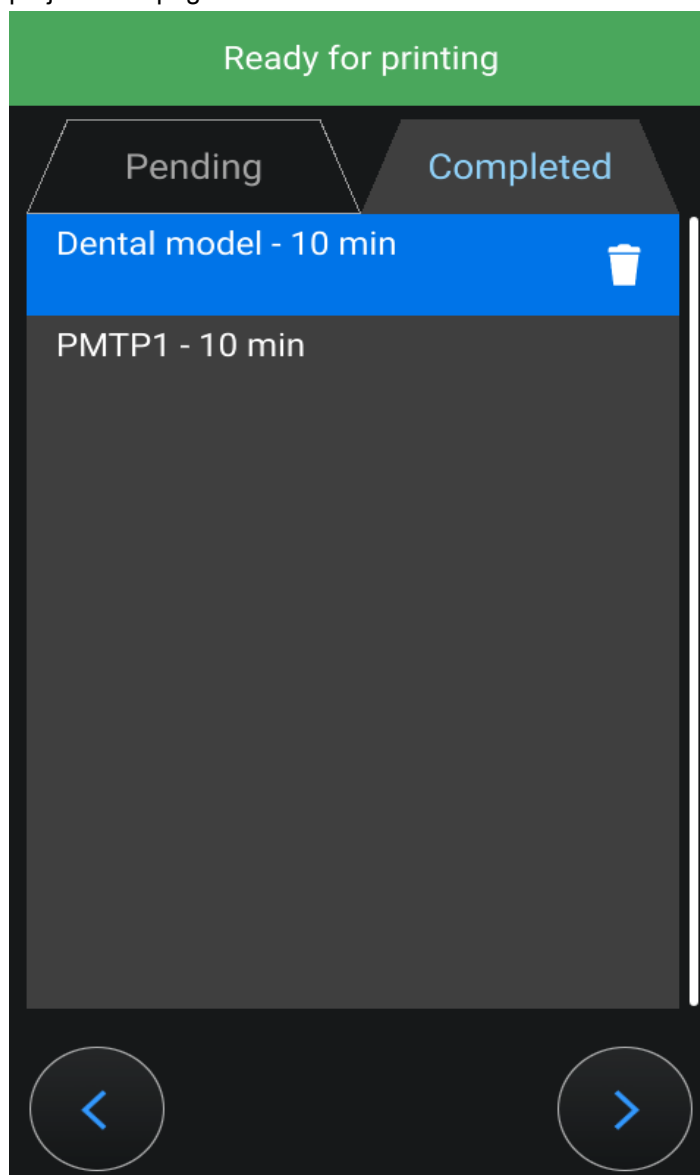 Ready for printing
Pending
Completed
Dental model - 10 min
PMTP1 - 10 min